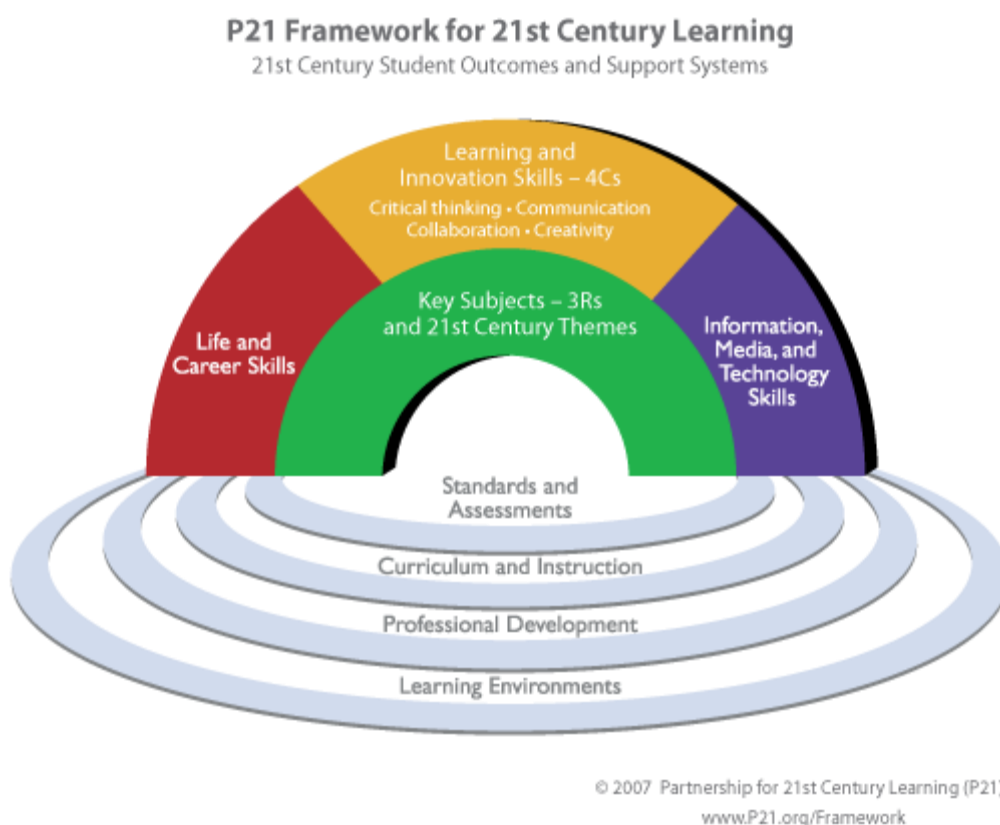 P21 Framework for 21st Century Learning
21st Century Student Outcomes and Support Systems
Learning and
Innovation Skills – 4Cs
Critical thinking • Communication
Collaboration • Creativity
Key Subjects – 3Rs
and 21st Century Themes
Life and
Career Skills
Information,
Media, and
Technology
Skills
Standards and
Assessments
Curriculum and Instruction
Professional Development
Learning Environments
© 2007 Partnership for 21st Century Learning (P21)
www.P21.org/Framework